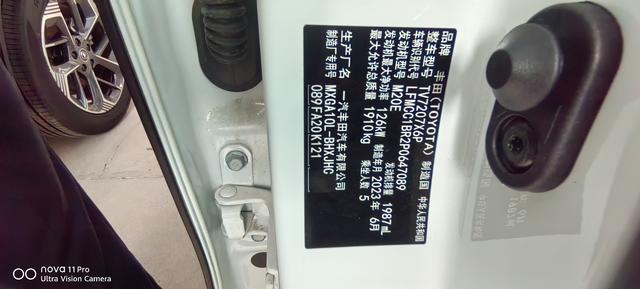 品牌 丰田(TOYOTA) 制造国 中华人民共和国
整车型号 TV7207X6P
车辆识别代号 LFMCC1BR2P0647089
发动机型号 M20E 发动机排量 1987mL
发动机最大净功率 126kW 制造年月 2023年 6月
最大允许总质量 1910kg 乘坐人数 5
生产厂名 一汽丰田汽车有限公司
制造厂专用 MXGA10L-BHXJHC
089FA20K121
nova 11 Pro
Ultra Vision Camera